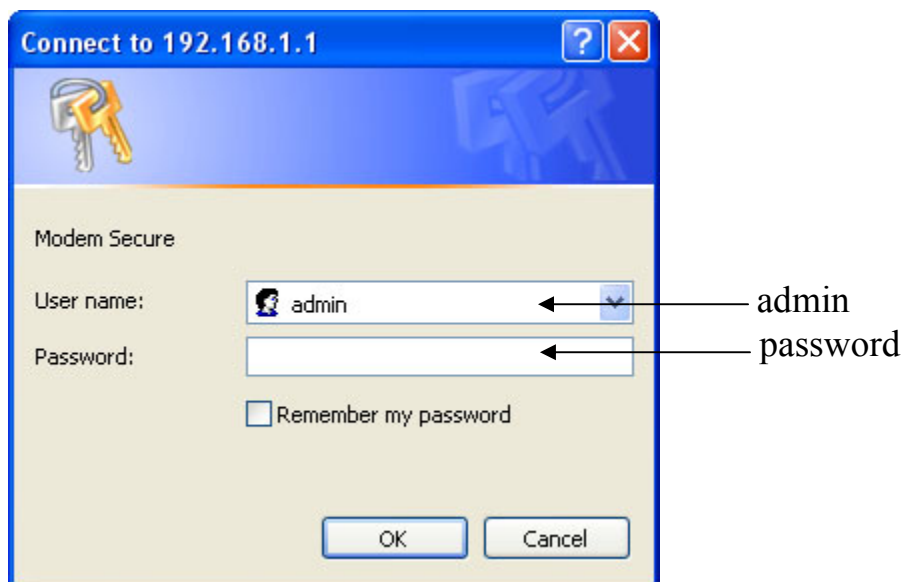 Connect to 192.168.1.1
Modem Secure
User name:
admin
admin
Password:
password
Remember my password
OK
Cancel